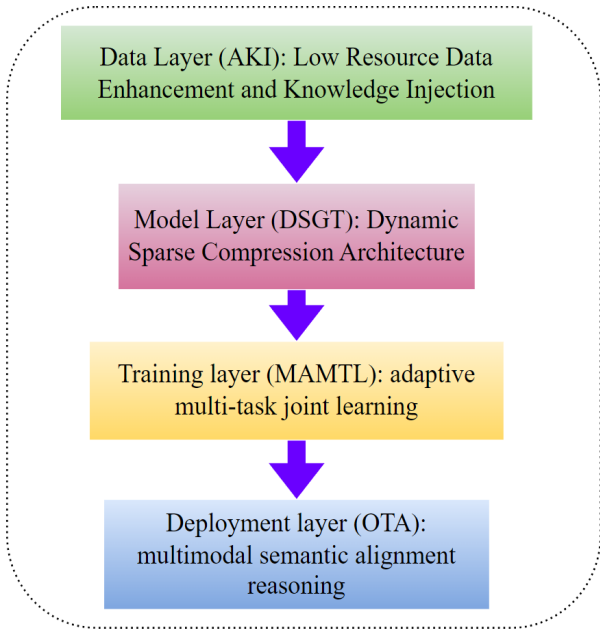 Data Layer (AKI): Low Resource Data
Enhancement and Knowledge Injection
Model Layer (DSGT): Dynamic
Sparse Compression Architecture
Training layer (MAMTL): adaptive
multi-task joint learning
Deployment layer (OTA):
multimodal semantic alignment
reasoning